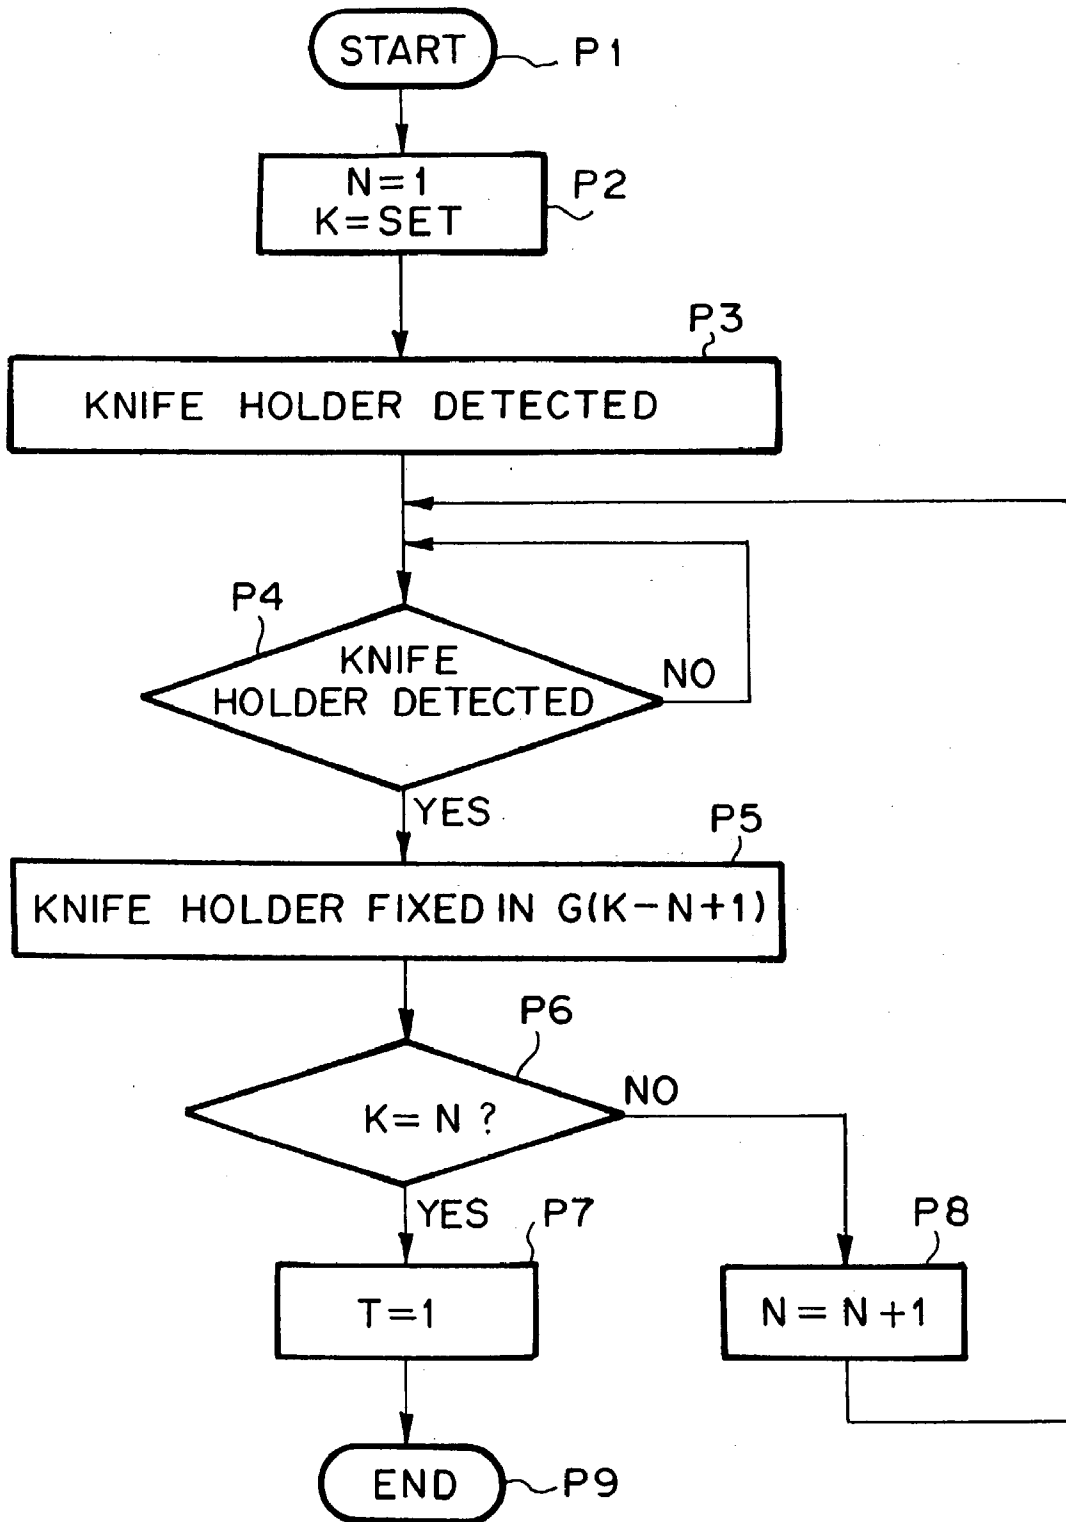 START
P1
N=1
K=SET
P2
P3
KNIFE HOLDER DETECTED
P4
KNIFE
HOLDER DETECTED
NO
YES
P5
KNIFE HOLDER FIXED IN G(K-N+1)
P6
K=N?
NO
YES
P7
P8
T=1
N=N+1
END
P9